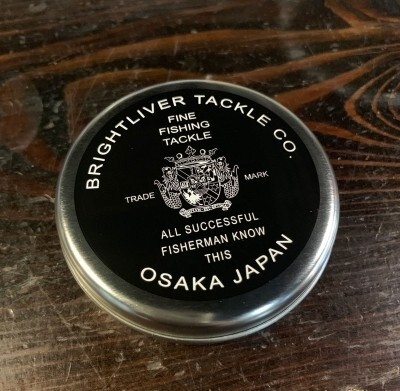 BRIGHTLIVER TACKLE CO.
FINE
FISHING
TACKLE
TRADE MARK
ALL SUCCESSFUL
FISHERMAN KNOW
THIS
OSAKA JAPAN